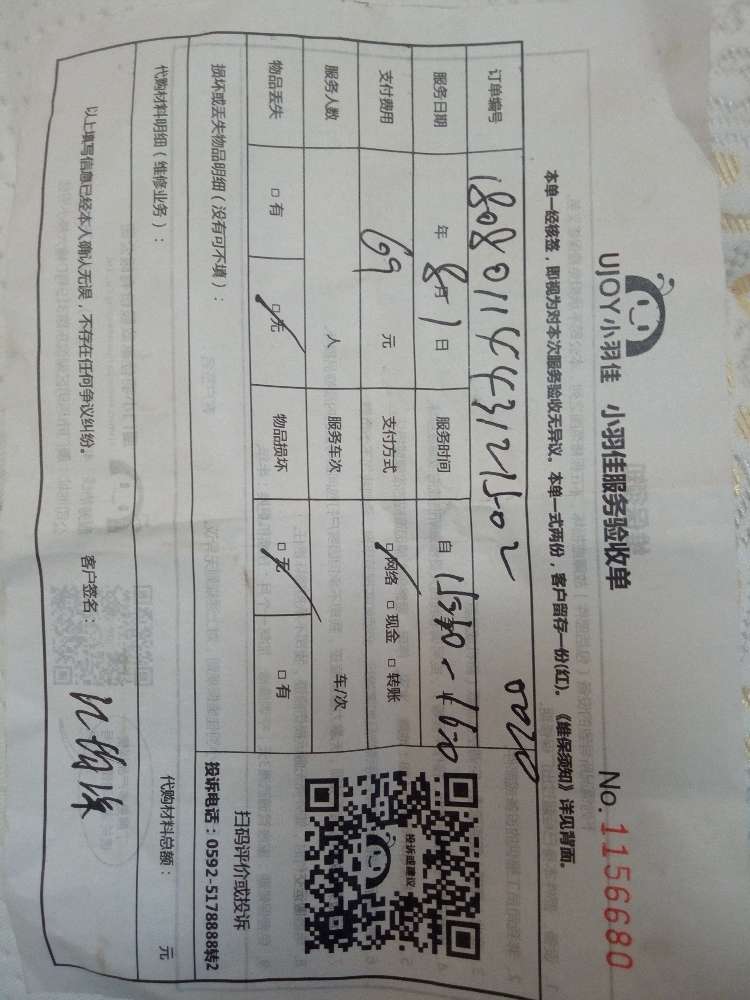 UJOY小羽佳 小羽佳服务验收单
No. 1156680
本单一经核签，即视为对本次服务验收无异议。本单一式两份，客户留存一份(红)。《维保须知》详见背面。
订单编号
服务日期 年 8月1日 服务时间 自
支付费用 69 元 支付方式 □网络 □现金 □转账
服务人数 人 服务车次 车/次
物品丢失 □有 □无 物品损坏 □无 □有
损坏或丢失物品明细（没有可不填）：
投诉或建议
扫码评价或投诉
投诉电话：0592-5178888转2
代购材料明细（维修业务）： 代购材料总额： 元
以上填写信息已经本人确认无误，不存在任何争议纠纷。 客户签名：